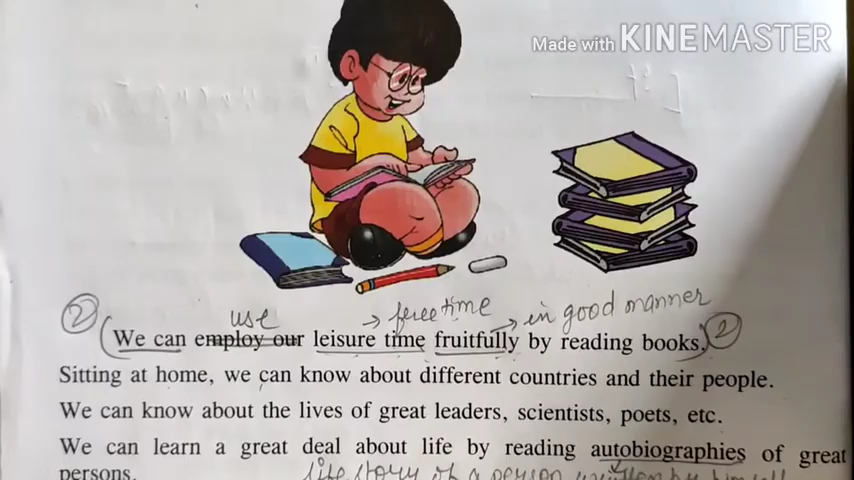 Made with KINEMASTER
use → free time → in good manner
② (We can employ our leisure time fruitfully by reading books.) ②
Sitting at home, we can know about different countries and their people.
We can know about the lives of great leaders, scientists, poets, etc.
We can learn a great deal about life by reading autobiographies of great
persons. life story of a person written by himself